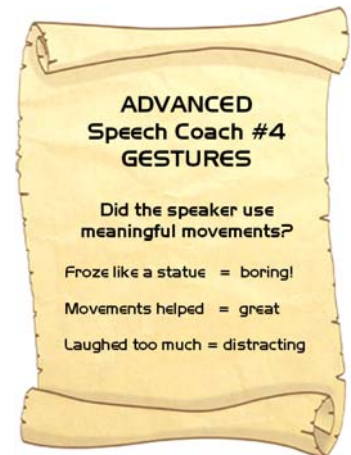 ADVANCED
Speech Coach #4
GESTURES
Did the speaker use
meaningful movements?
Froze like a statue = boring!
Movements helped = great
Laughed too much = distracting